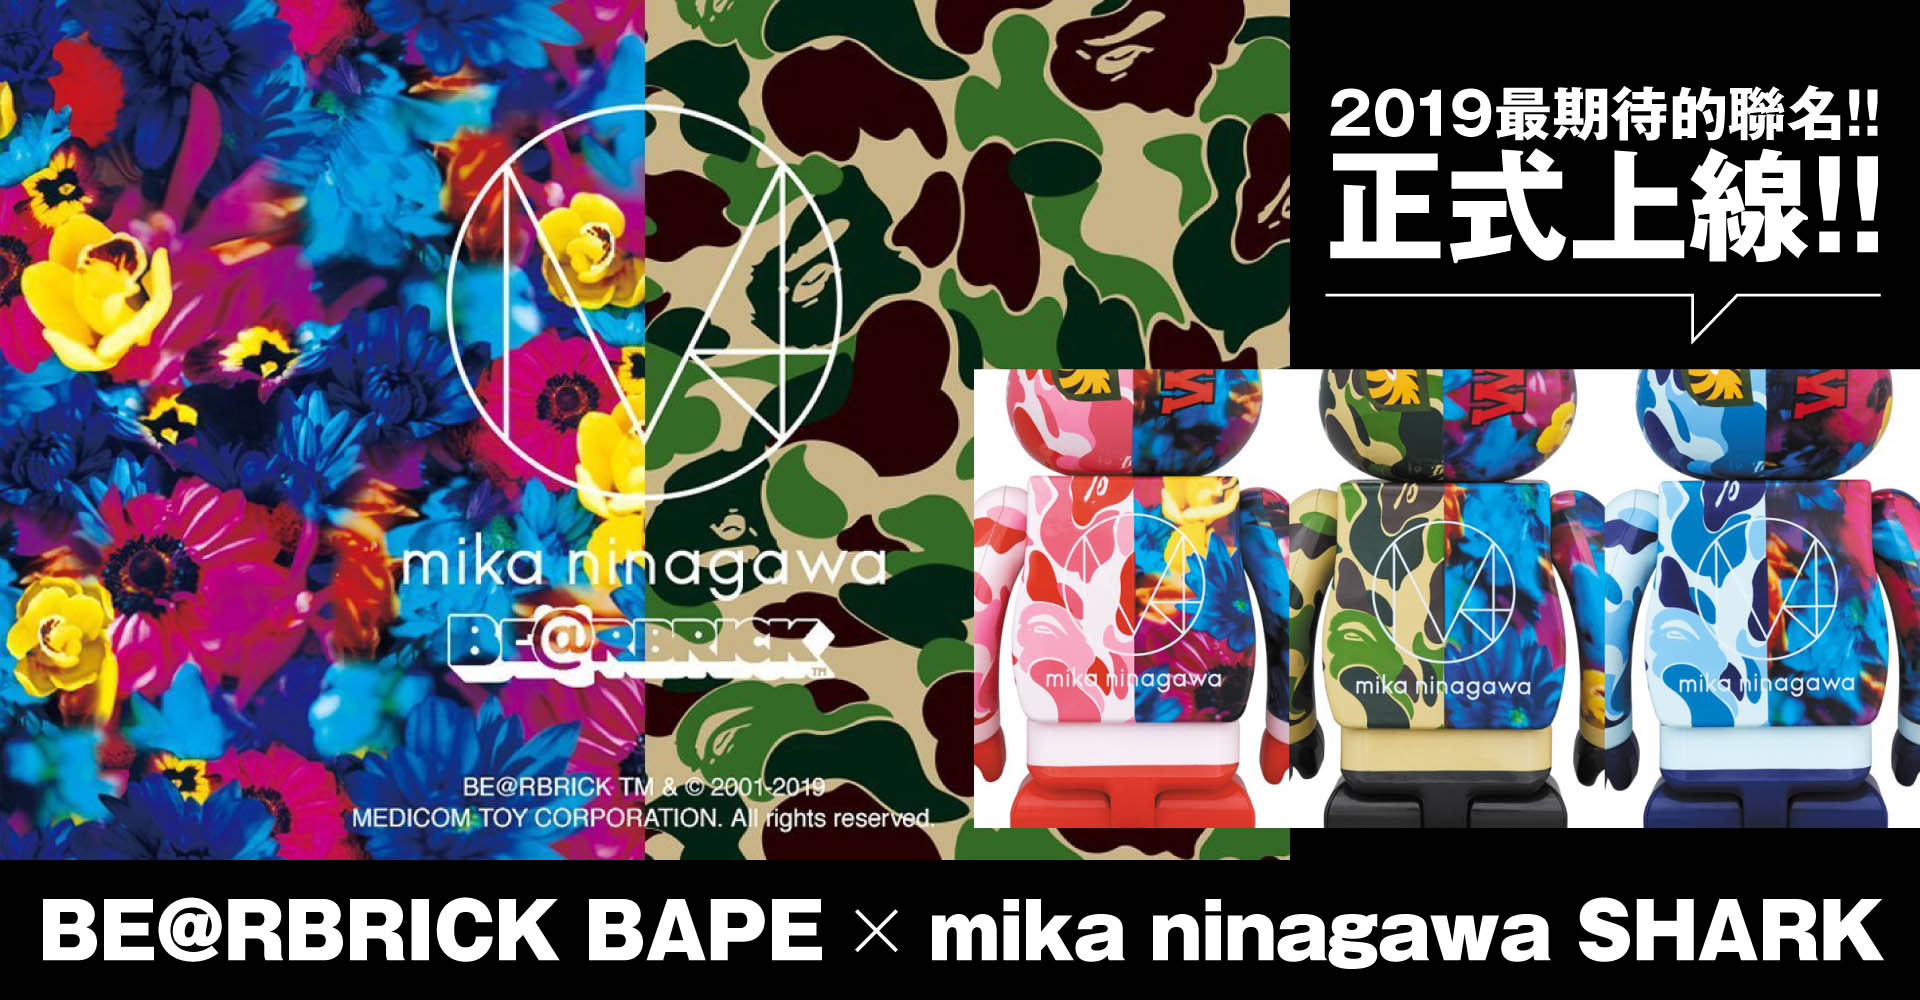 2019最期待的聯名!!
正式上線!!
mika ninagawa
BE@RBRICK TM
BE@RBRICK TM & © 2001-2019
MEDICOM TOY CORPORATION. All rights reserved.
W
W
W
mika ninagawa
mika ninagawa
mika ninagawa
BE@RBRICK BAPE × mika ninagawa SHARK